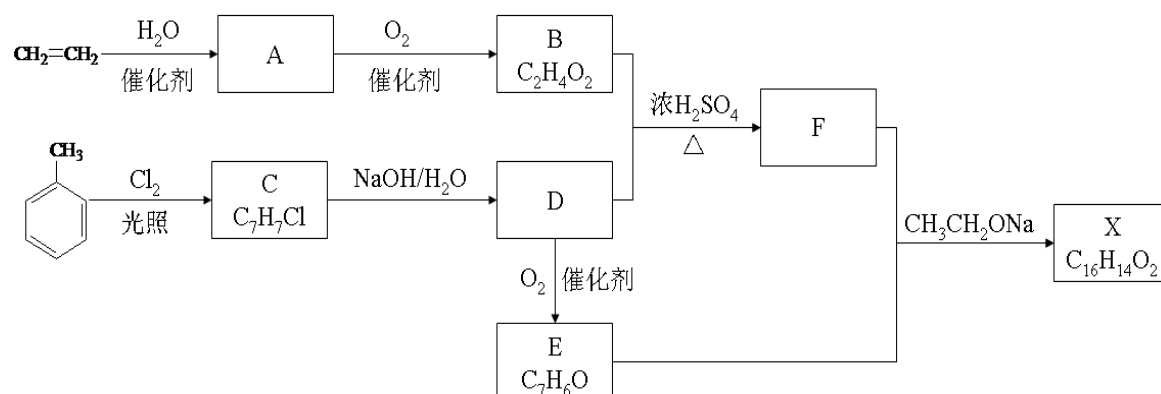 CH₂=CH₂
H₂O
催化剂
A
O₂
催化剂
B
C₂H₄O₂
浓H₂SO₄
△
F
CH₃
Cl₂
光照
C
C₇H₇Cl
NaOH/H₂O
D
O₂ 催化剂
E
C₇H₆O
CH₃CH₂ONa
X
C₁₆H₁₄O₂